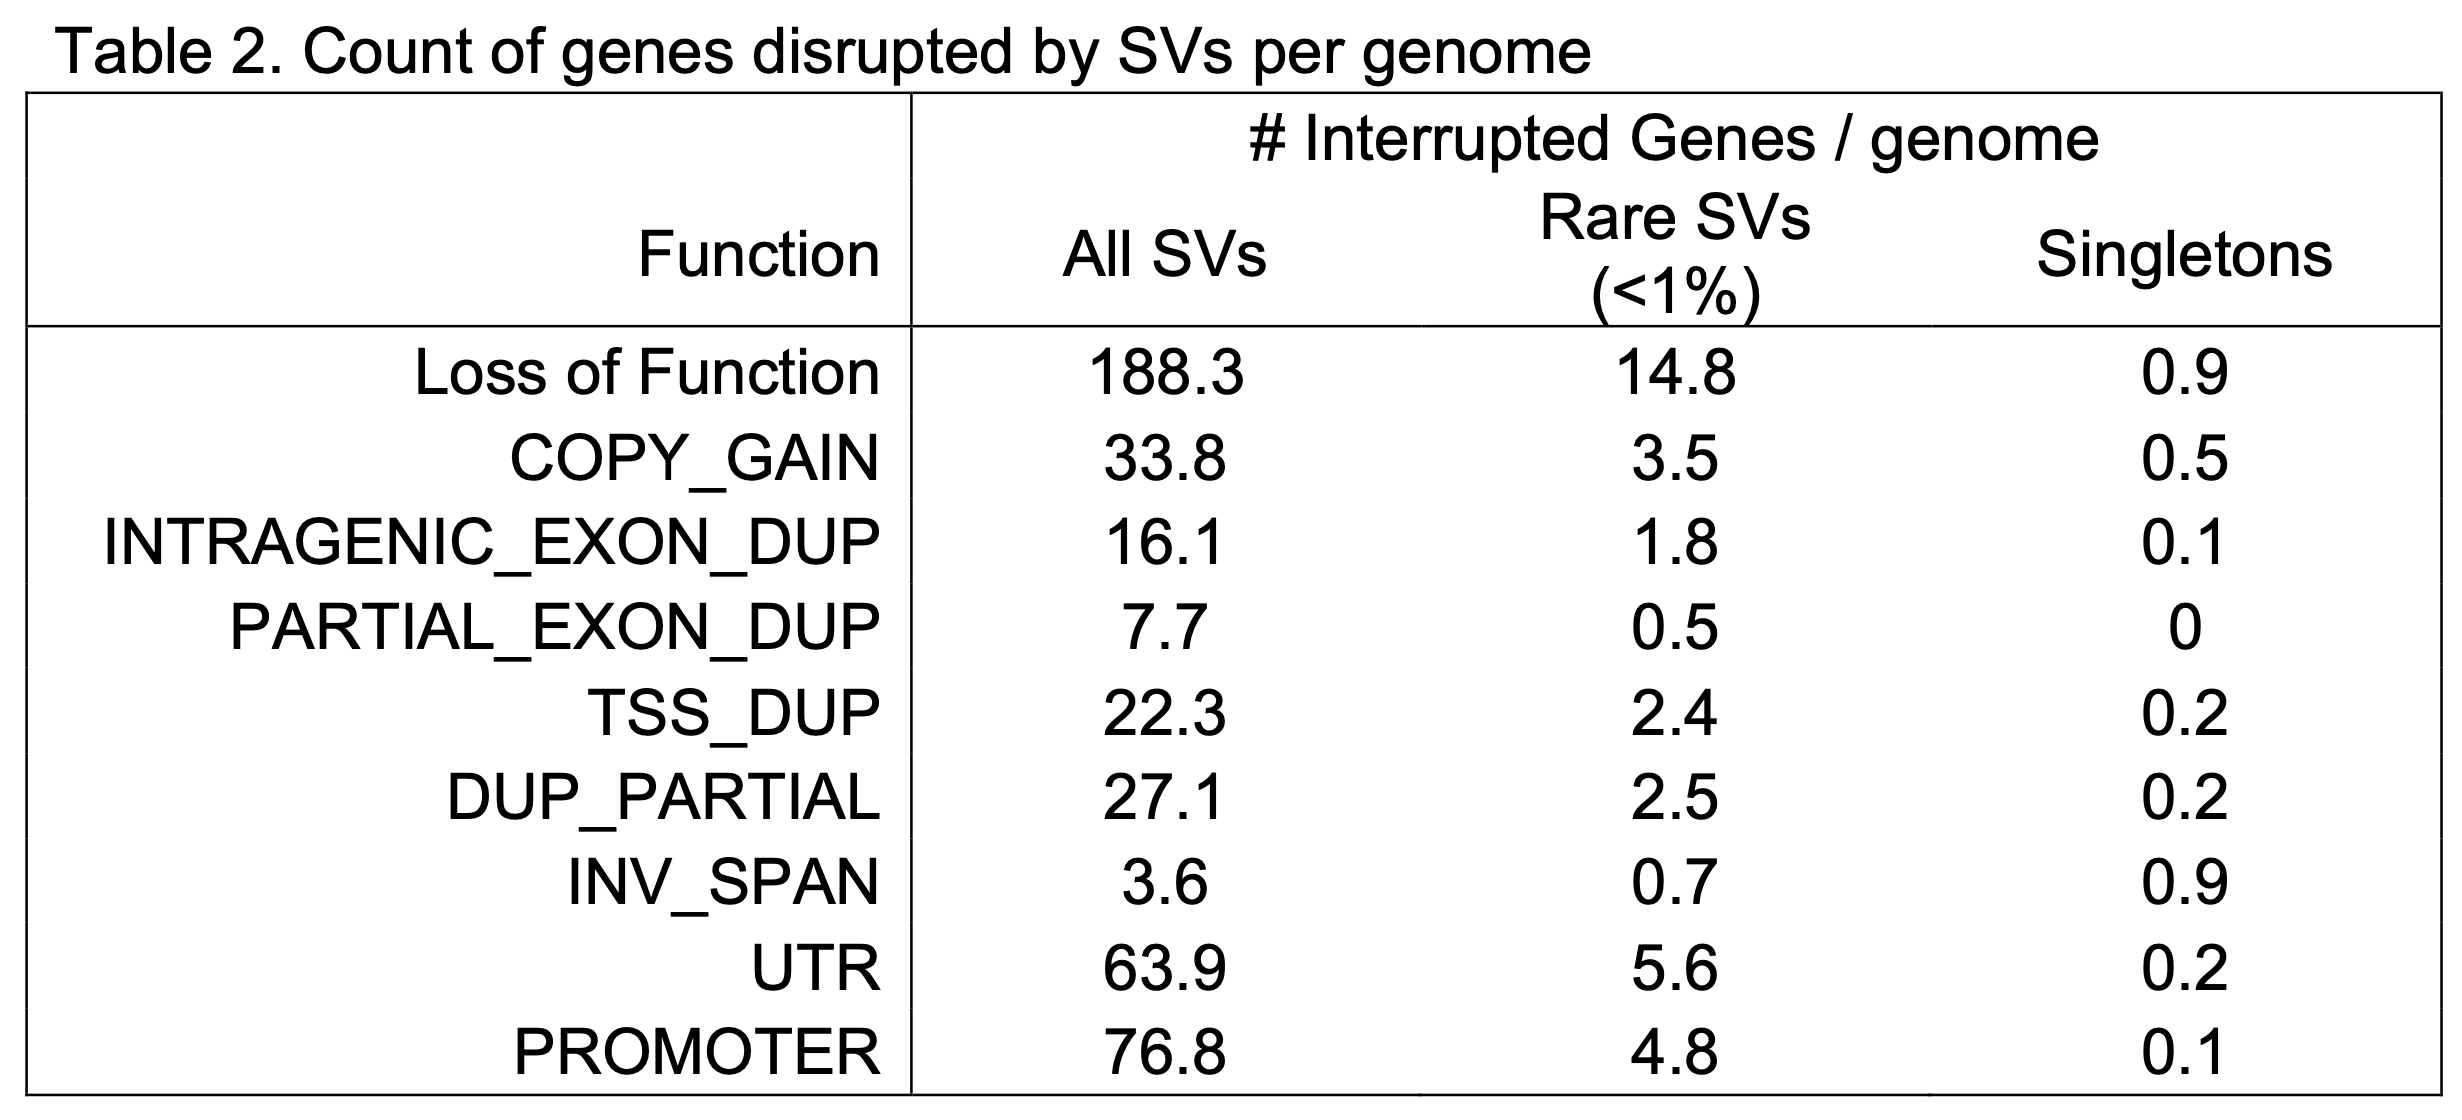 Table 2. Count of genes disrupted by SVs per genome
# Interrupted Genes / genome
Function All SVs Rare SVs (<1%) Singletons
Loss of Function 188.3 14.8 0.9
COPY_GAIN 33.8 3.5 0.5
INTRAGENIC_EXON_DUP 16.1 1.8 0.1
PARTIAL_EXON_DUP 7.7 0.5 0
TSS_DUP 22.3 2.4 0.2
DUP_PARTIAL 27.1 2.5 0.2
INV_SPAN 3.6 0.7 0.9
UTR 63.9 5.6 0.2
PROMOTER 76.8 4.8 0.1